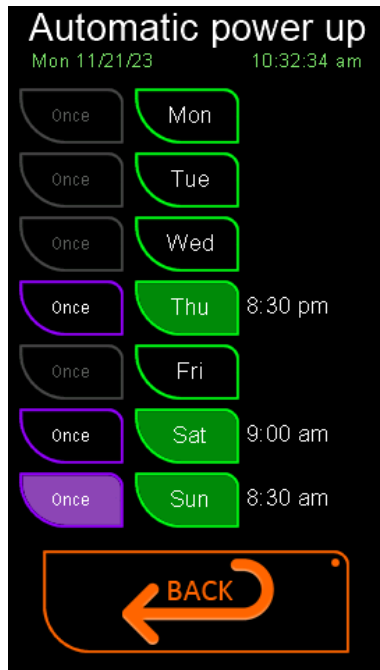 Automatic power up
Mon 11/21/23 10:32:34 am
Once Mon
Once Tue
Once Wed
Once Thu 8:30 pm
Once Fri
Once Sat 9:00 am
Once Sun 8:30 am
BACK